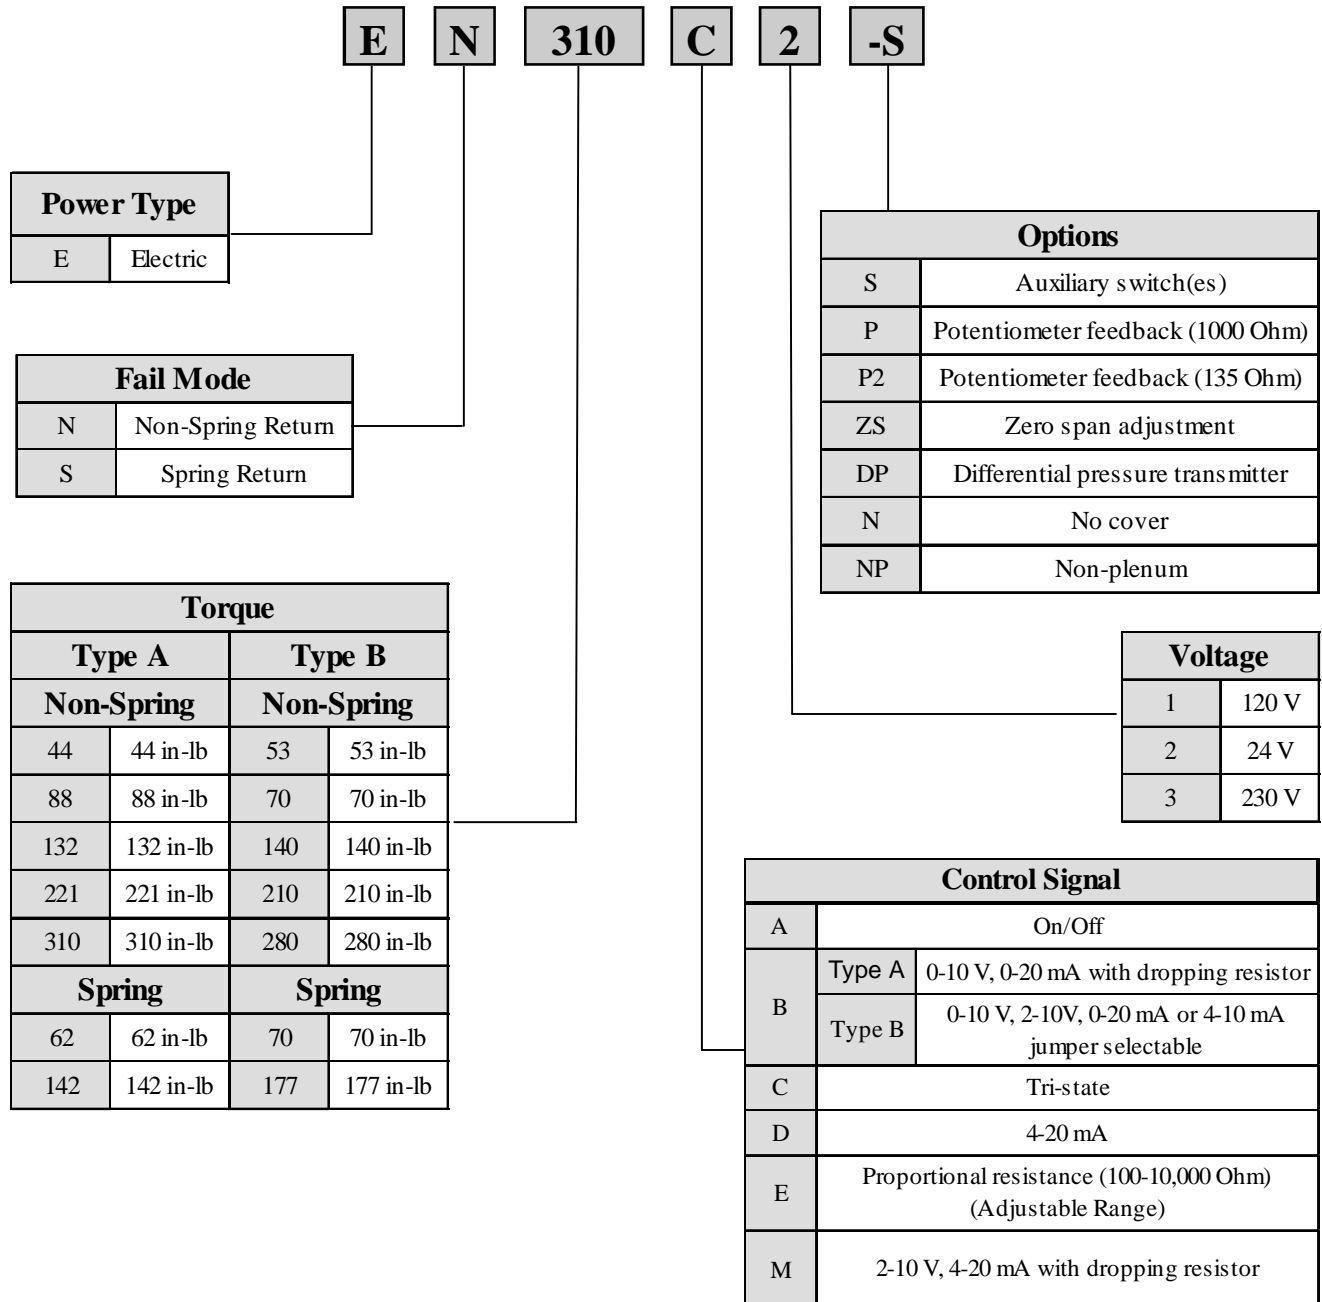 E N 310 C 2 -S
Power Type
E Electric
Fail Mode
N Non-Spring Return
S Spring Return
Torque
Type A Type B
Non-Spring Non-Spring
44 44 in-lb 53 53 in-lb
88 88 in-lb 70 70 in-lb
132 132 in-lb 140 140 in-lb
221 221 in-lb 210 210 in-lb
310 310 in-lb 280 280 in-lb
Spring Spring
62 62 in-lb 70 70 in-lb
142 142 in-lb 177 177 in-lb
Options
S Auxiliary switch(es)
P Potentiometer feedback (1000 Ohm)
P2 Potentiometer feedback (135 Ohm)
ZS Zero span adjustment
DP Differential pressure transmitter
N No cover
NP Non-plenum
Voltage
1 120 V
2 24 V
3 230 V
Control Signal
A On/Off
B Type A 0-10 V, 0-20 mA with dropping resistor
Type B 0-10 V, 2-10V, 0-20 mA or 4-10 mA
jumper selectable
C Tri-state
D 4-20 mA
E Proportional resistance (100-10,000 Ohm)
(Adjustable Range)
M 2-10 V, 4-20 mA with dropping resistor